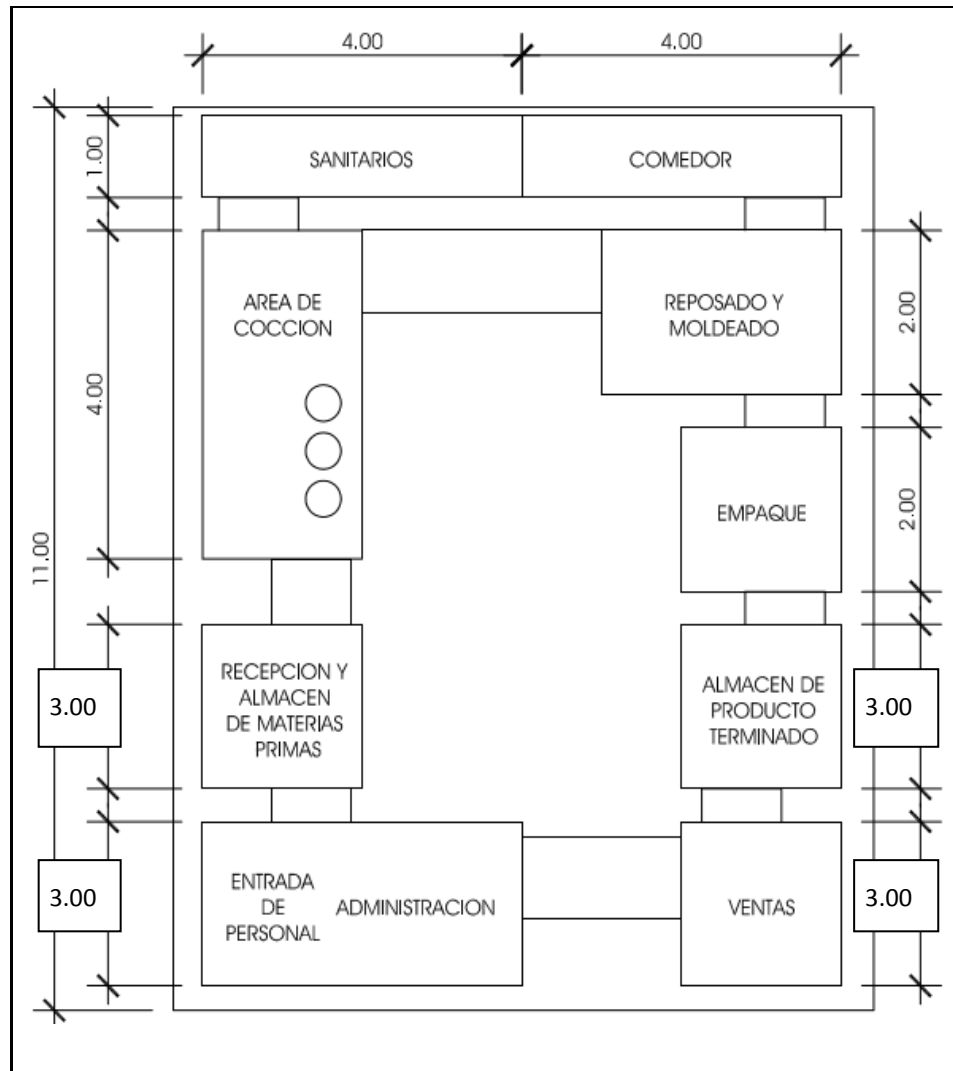 4.00
4.00
1.00
SANITARIOS
COMEDOR
4.00
AREA DE
COCCION
REPOSADO Y
MOLDEADO
2.00
11.00
EMPAQUE
2.00
3.00
RECEPCION Y
ALMACEN
DE MATERIAS
PRIMAS
ALMACEN DE
PRODUCTO
TERMINADO
3.00
3.00
ENTRADA
DE
PERSONAL
ADMINISTRACION
VENTAS
3.00